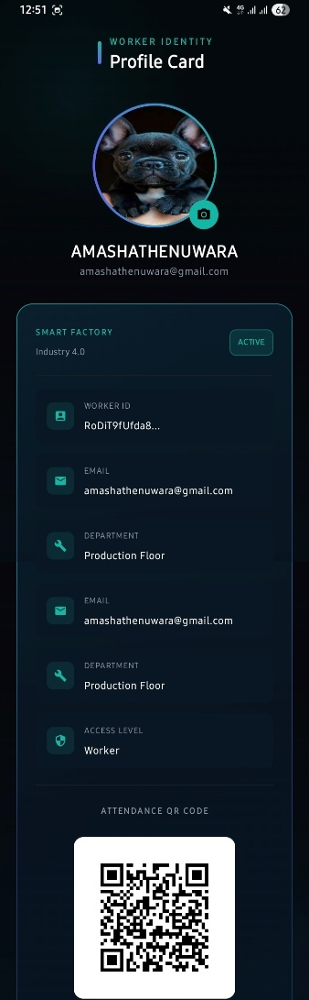 12:51
4G
62
WORKER IDENTITY
Profile Card
AMASHATHENUWARA
amashathenuwara@gmail.com
SMART FACTORY
Industry 4.0
ACTIVE
WORKER ID
RoDiT9fUfda8...
EMAIL
amashathenuwara@gmail.com
DEPARTMENT
Production Floor
EMAIL
amashathenuwara@gmail.com
DEPARTMENT
Production Floor
ACCESS LEVEL
Worker
ATTENDANCE QR CODE